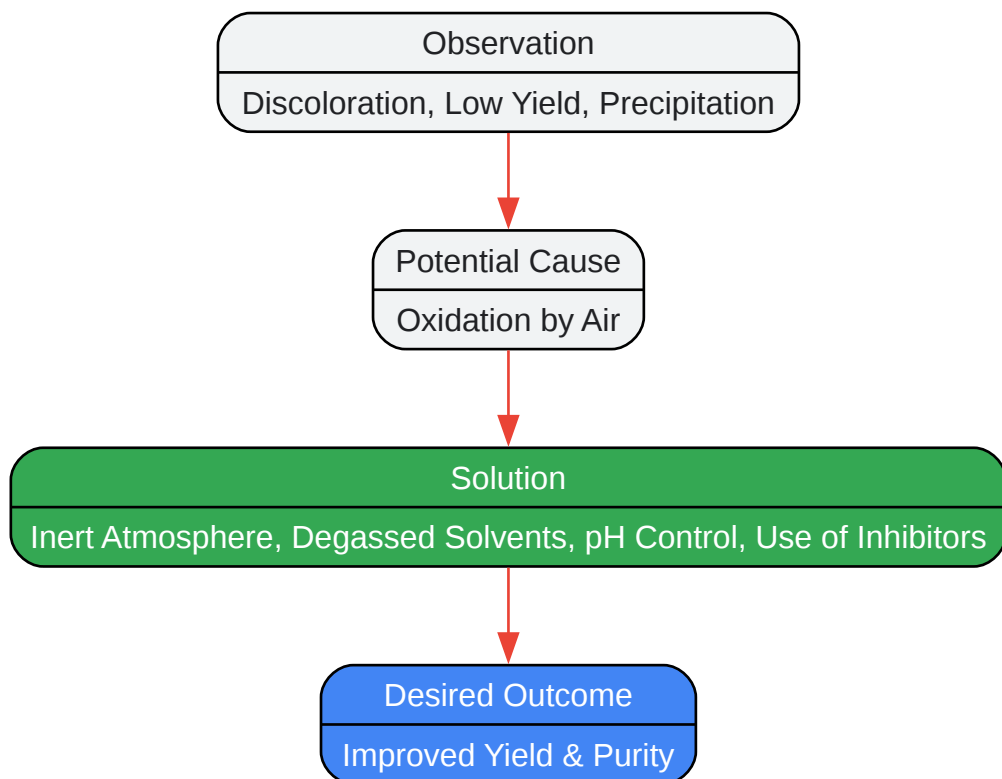 Observation
Discoloration, Low Yield, Precipitation
Potential Cause
Oxidation by Air
Solution
Inert Atmosphere, Degassed Solvents, pH Control, Use of Inhibitors
Desired Outcome
Improved Yield & Purity